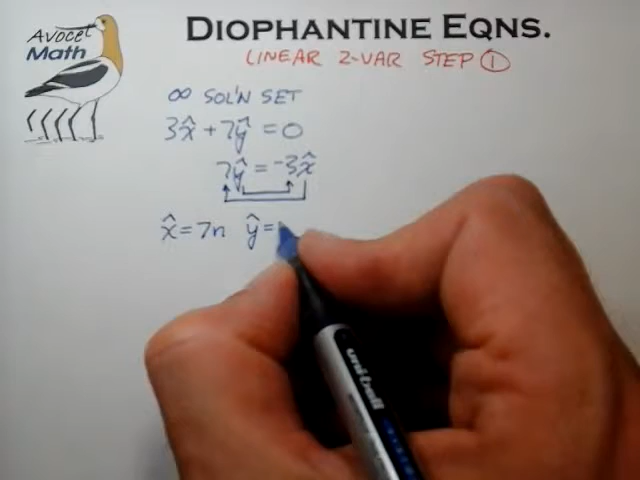 Avocet
Math
DIOPHANTINE EQNS.
LINEAR 2-VAR STEP ①
∞ SOL'N SET
3x̂ + 7ŷ = 0
7ŷ = -3x̂
x̂ = 7n ŷ =
uni-ball